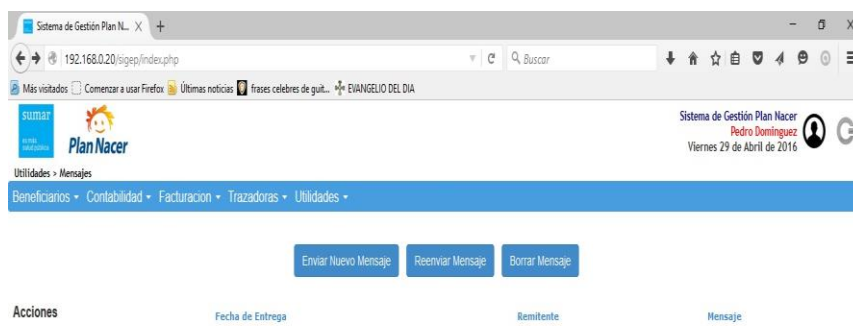 Sistema de Gestión Plan N...
192.168.0.20/sigep/index.php
Buscar
Más visitados Comenzar a usar Firefox Últimas noticias frases celebres de guit... EVANGELIO DEL DIA
sumar
Plan Nacer
Sistema de Gestión Plan Nacer
Pedro Dominguez
Viernes 29 de Abril de 2016
Utilidades > Mensajes
Beneficiarios Contabilidad Facturacion Trazadoras Utilidades
Enviar Nuevo Mensaje Reenviar Mensaje Borrar Mensaje
Acciones Fecha de Entrega Remitente Mensaje